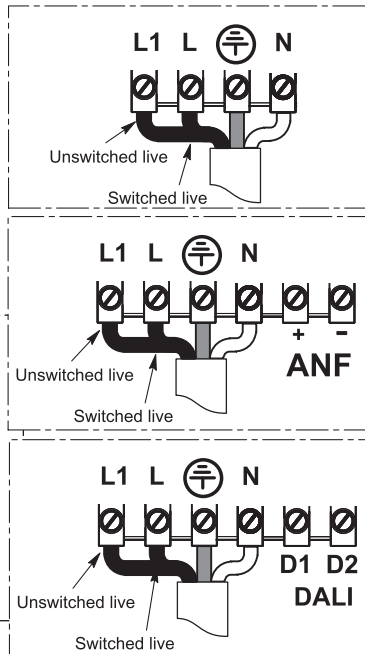 L1 L N
Unswitched live
Switched live
L1 L N
+ -
ANF
Unswitched live
Switched live
L1 L N
D1 D2
DALI
Unswitched live
Switched live